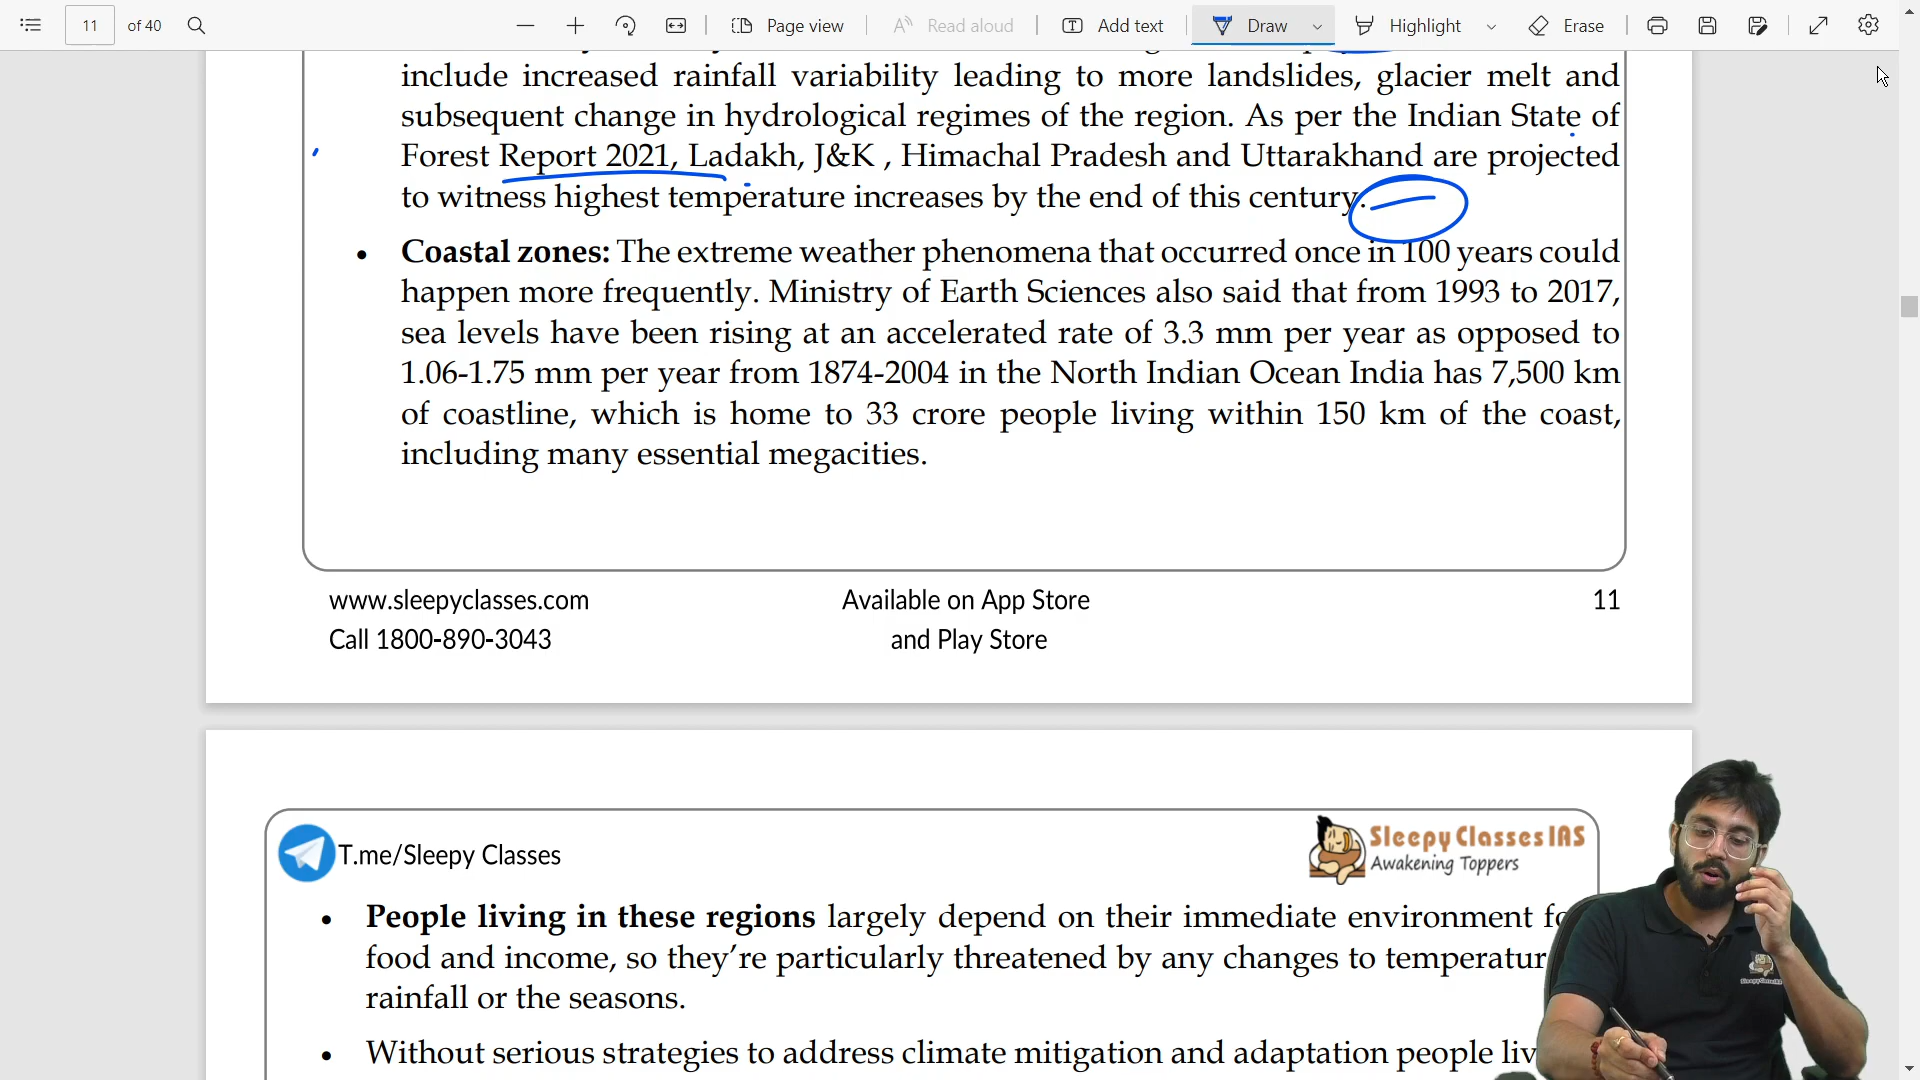 11 of 40 Page view Read aloud Add text Draw Highlight Erase
include increased rainfall variability leading to more landslides, glacier melt and
subsequent change in hydrological regimes of the region. As per the Indian State of
Forest Report 2021, Ladakh, J&K , Himachal Pradesh and Uttarakhand are projected
to witness highest temperature increases by the end of this century.
• Coastal zones: The extreme weather phenomena that occurred once in 100 years could
happen more frequently. Ministry of Earth Sciences also said that from 1993 to 2017,
sea levels have been rising at an accelerated rate of 3.3 mm per year as opposed to
1.06-1.75 mm per year from 1874-2004 in the North Indian Ocean India has 7,500 km
of coastline, which is home to 33 crore people living within 150 km of the coast,
including many essential megacities.
www.sleepyclasses.com
Call 1800-890-3043
Available on App Store
and Play Store
11
T.me/Sleepy Classes
Sleepy Classes IAS
Awakening Toppers
• People living in these regions largely depend on their immediate environment
food and income, so they're particularly threatened by any changes to
rainfall or the seasons.
• Without serious strategies to address climate mitigation and adaptation people